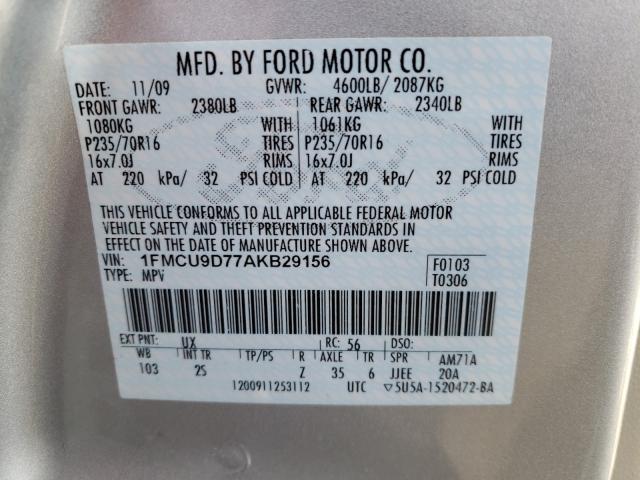 MFD. BY FORD MOTOR CO.
DATE: 11/09 GVWR: 4600LB/ 2087KG
FRONT GAWR: 2380LB REAR GAWR: 2340LB
1080KG WITH 1061KG WITH
P235/70R16 TIRES P235/70R16 TIRES
16x7.0J RIMS 16x7.0J RIMS
AT 220 kPa/ 32 PSI COLD AT 220 kPa/ 32 PSI COLD
THIS VEHICLE CONFORMS TO ALL APPLICABLE FEDERAL MOTOR
VEHICLE SAFETY AND THEFT PREVENTION STANDARDS IN
EFFECT ON THE DATE OF MANUFACTURE SHOWN ABOVE.
VIN: 1FMCU9D77AKB29156 F0103
TYPE: MPV T0306
EXT PNT: UX RC: 56 DSO:
WB INT TR TP/PS R AXLE TR SPR AM71A
103 2S Z 35 6 JJEE 20A
1200911253112 UTC ▽5U5A-1520472-BA